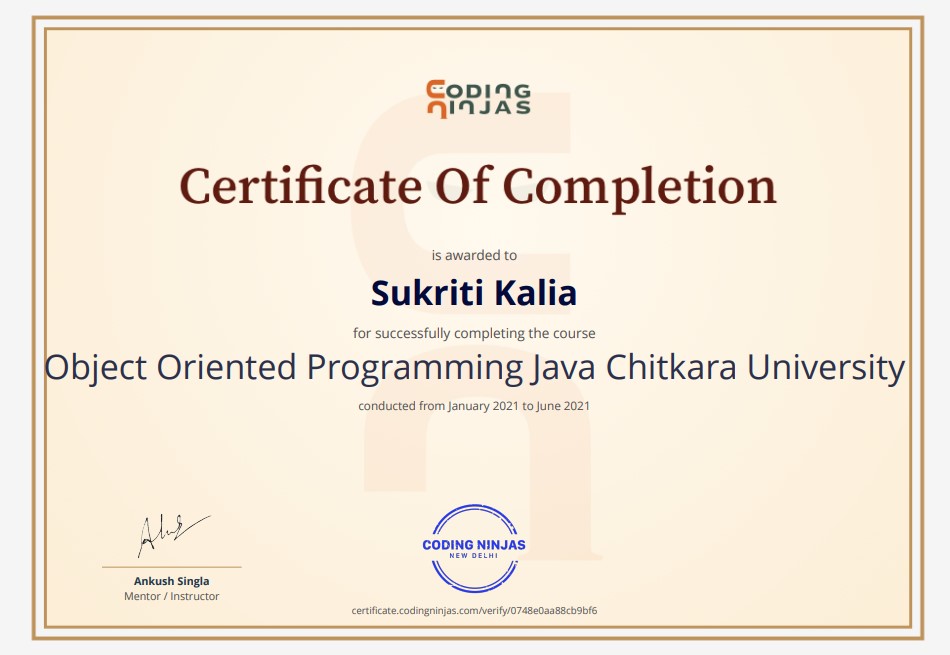 CODING
NINJAS
Certificate Of Completion
is awarded to
Sukriti Kalia
for successfully completing the course
Object Oriented Programming Java Chitkara University
conducted from January 2021 to June 2021
CODING NINJAS
NEW DELHI
Ankush Singla
Mentor / Instructor
certificate.codingninjas.com/verify/0748e0aa88cb9bf6